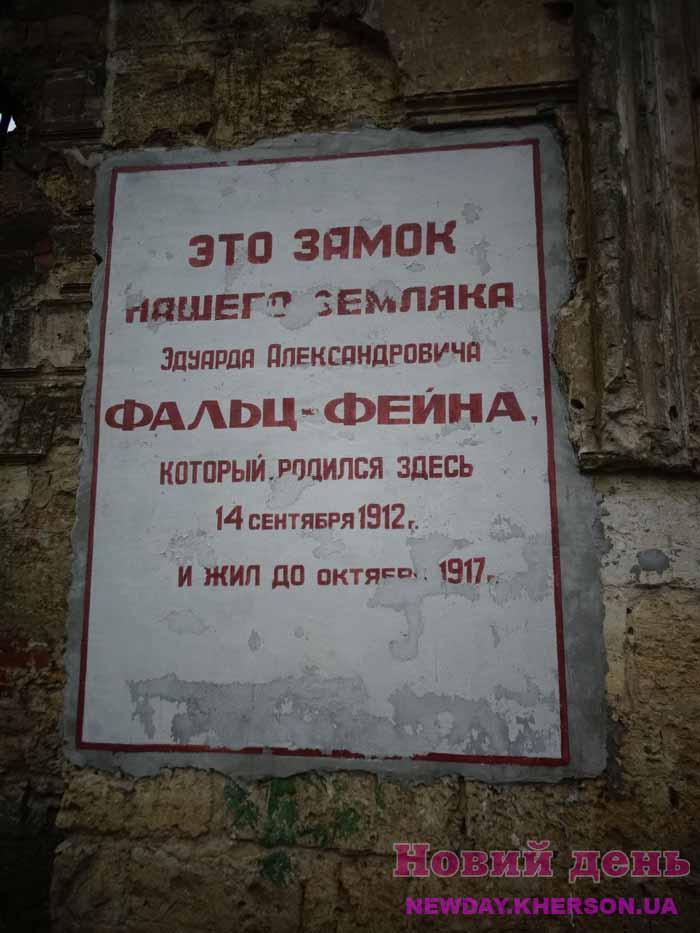 ЭТО ЗАМОК
НАШЕГО ЗЕМЛЯКА
ЭДУАРДА АЛЕКСАНДРОВИЧА
ФАЛЬЦ-ФЕЙНА,
КОТОРЫЙ РОДИЛСЯ ЗДЕСЬ
14 СЕНТЯБРЯ 1912 г.
И ЖИЛ ДО ОКТЯБРЯ 1917 г.
Новий день
NEWDAY.KHERSON.UA